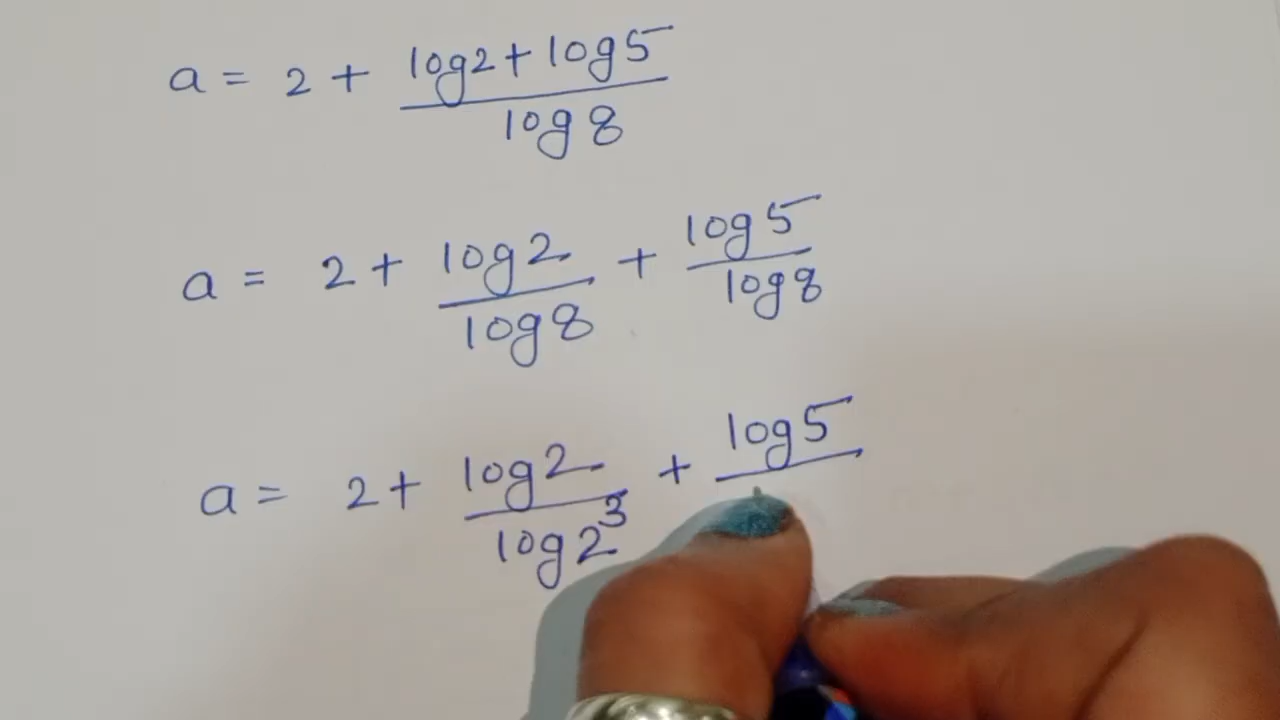 a = 2 + (log2 + log5) / log8
a = 2 + log2 / log8 + log5 / log8
a = 2 + log2 / log2³ + log5 /